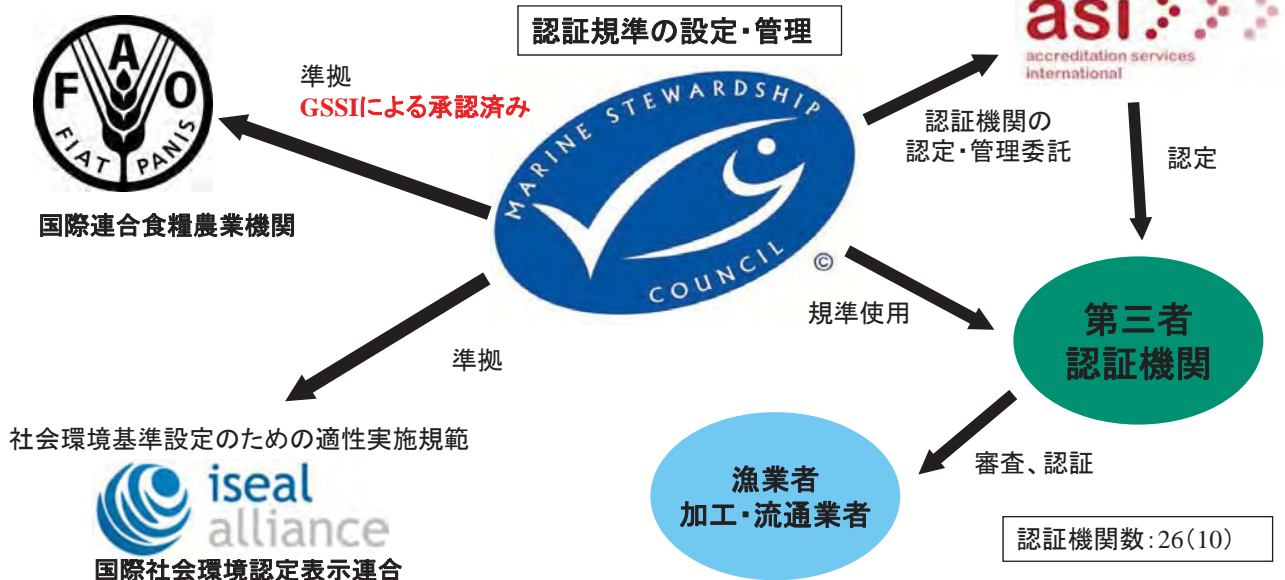 認証規準の設定・管理
asi
accreditation services
international
FAO
FIAT PANIS
国際連合食糧農業機関
準拠
GSSIによる承認済み
MARINE STEWARDSHIP
COUNCIL
©
認証機関の
認定・管理委託
認定
規準使用
第三者
認証機関
準拠
社会環境基準設定のための適性実施規範
iseal
alliance
国際社会環境認定表示連合
漁業者
加工・流通業者
審査、認証
認証機関数:26(10)